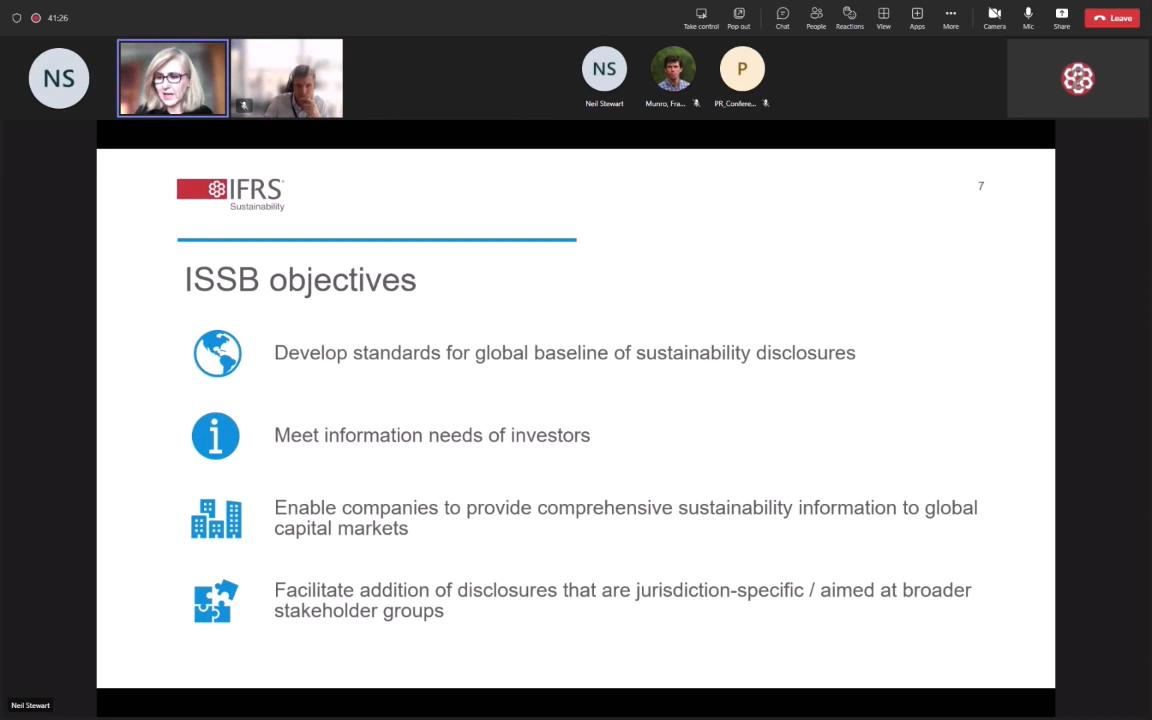 41:26
Take control
Pop out
Chat
People
Reactions
View
Apps
More
Camera
Mic
Share
Leave
NS
NS
P
Neil Stewart
Munro, Fra...
PR_Confere...
IFRS
Sustainability
7
ISSB objectives
Develop standards for global baseline of sustainability disclosures
Meet information needs of investors
Enable companies to provide comprehensive sustainability information to global
capital markets
Facilitate addition of disclosures that are jurisdiction-specific / aimed at broader
stakeholder groups
Neil Stewart